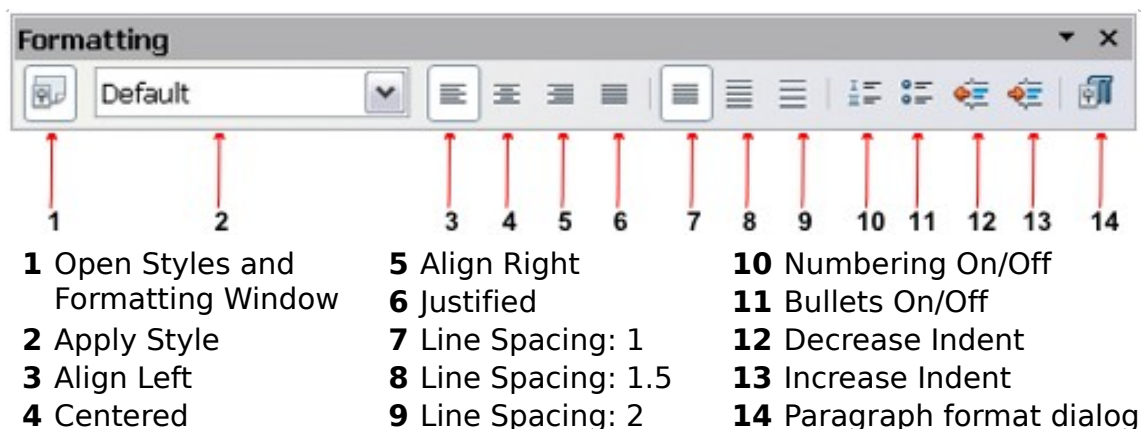 Formatting
Default
1 2 3 4 5 6 7 8 9 10 11 12 13 14
1 Open Styles and
Formatting Window
2 Apply Style
3 Align Left
4 Centered
5 Align Right
6 Justified
7 Line Spacing: 1
8 Line Spacing: 1.5
9 Line Spacing: 2
10 Numbering On/Off
11 Bullets On/Off
12 Decrease Indent
13 Increase Indent
14 Paragraph format dialog